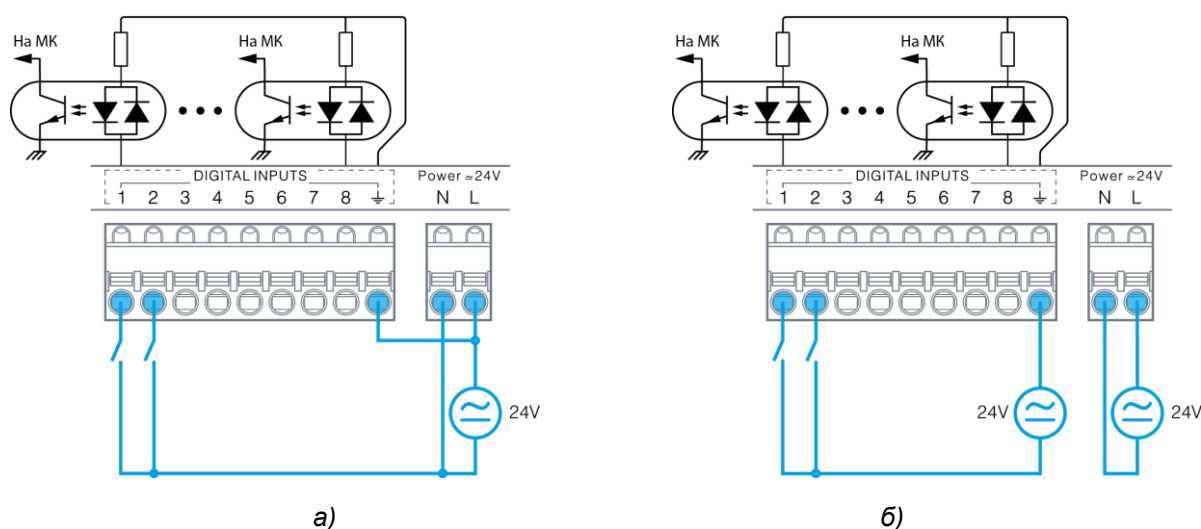 На МК На МК
DIGITAL INPUTS Power ≃24V
1 2 3 4 5 6 7 8 N L
24V
а)
На МК На МК
DIGITAL INPUTS Power ≃24V
1 2 3 4 5 6 7 8 N L
24V 24V
б)